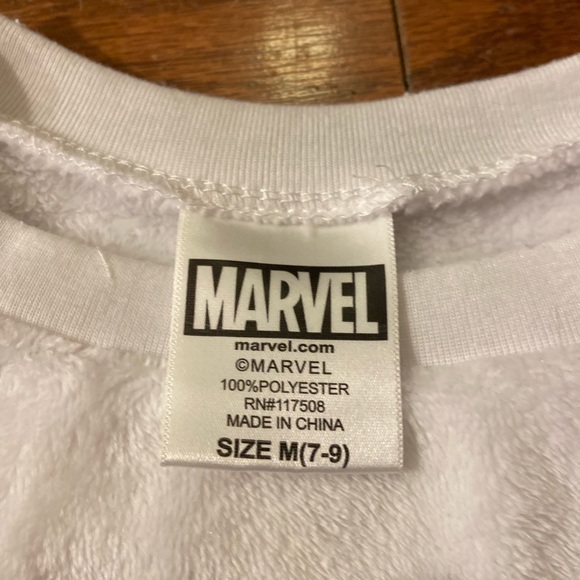 MARVEL
marvel.com
©MARVEL
100%POLYESTER
RN#117508
MADE IN CHINA
SIZE M(7-9)